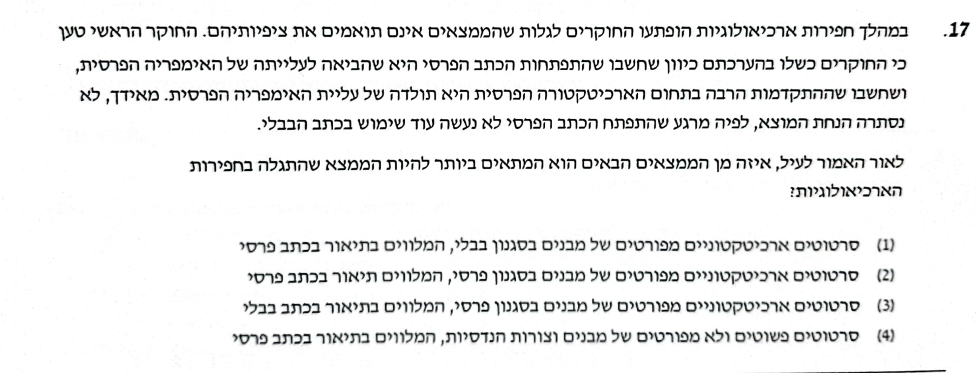 17. במהלך חפירות ארכיאולוגיות הופתעו החוקרים לגלות שהממצאים אינם תואמים את ציפיותיהם. החוקר הראשי טען
כי החוקרים כשלו בהערכתם כיוון שחשבו שהתפתחות הכתב הפרסי היא שהביאה לעלייתה של האימפריה הפרסית,
ושחשבו שההתקדמות הרבה בתחום הארכיטקטורה הפרסית היא תולדה של עליית האימפריה הפרסית. מאידך, לא
נסתרה הנחת המוצא, לפיה מרגע שהתפתח הכתב הפרסי לא נעשה עוד שימוש בכתב הבבלי.
לאור האמור לעיל, איזה מן הממצאים הבאים הוא המתאים ביותר להיות הממצא שהתגלה בחפירות
הארכיאולוגיות?
(1) סרטוטים ארכיטקטוניים מפורטים של מבנים בסגנון בבלי, המלווים בתיאור בכתב פרסי
(2) סרטוטים ארכיטקטוניים מפורטים של מבנים בסגנון פרסי, המלווים תיאור בכתב פרסי
(3) סרטוטים ארכיטקטוניים מפורטים של מבנים בסגנון פרסי, המלווים בתיאור בכתב בבלי
(4) סרטוטים פשוטים ולא מפורטים של מבנים וצורות הנדסיות, המלווים בתיאור בכתב פרסי